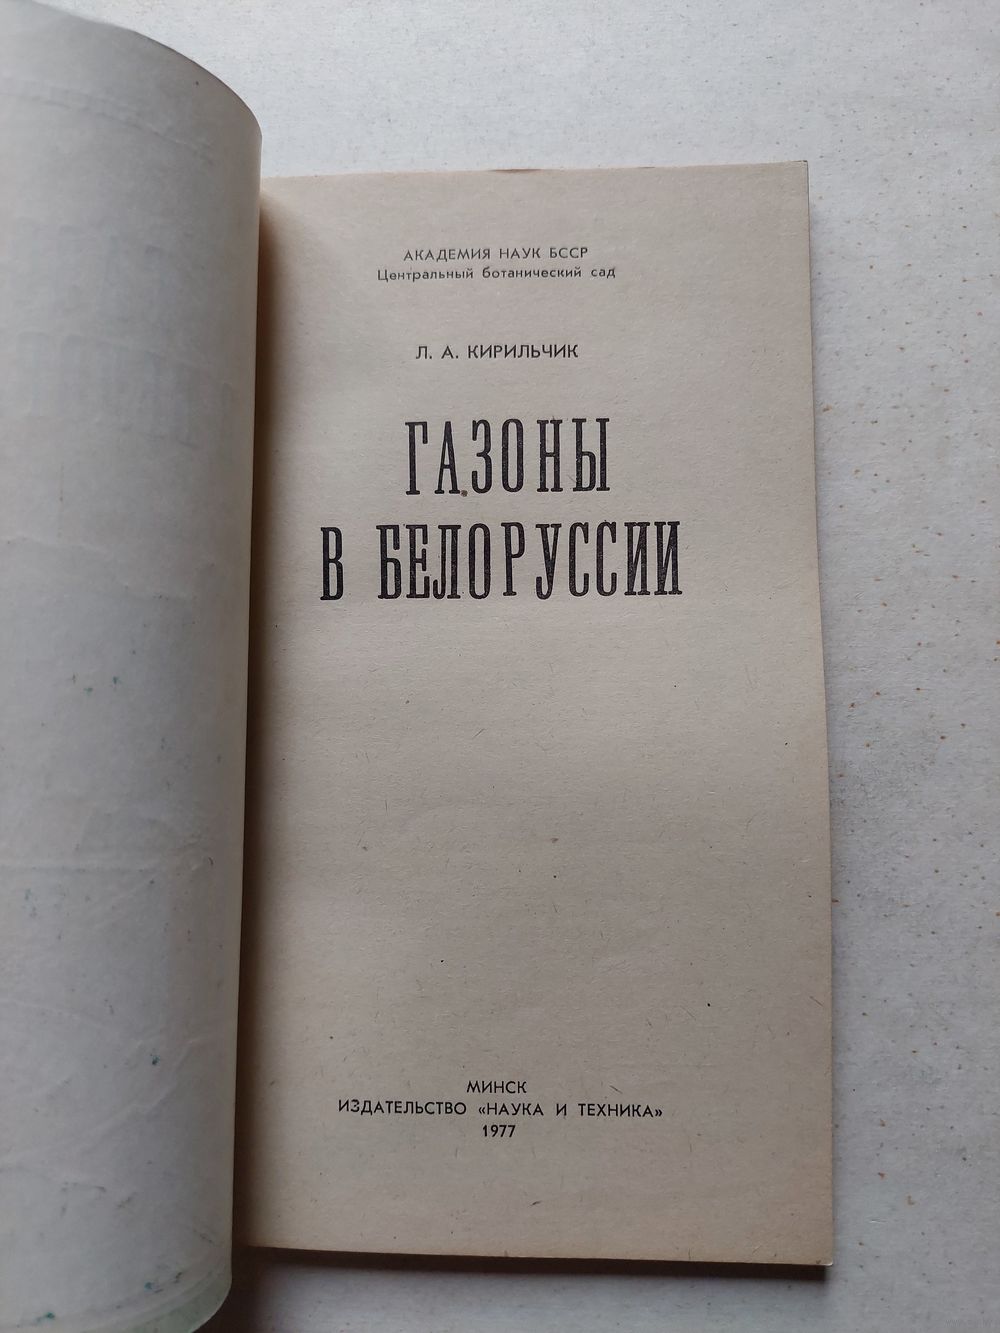 АКАДЕМИЯ НАУК БССР
Центральный ботанический сад
Л. А. КИРИЛЬЧИК
ГАЗОНЫ
В БЕЛОРУССИИ
МИНСК
ИЗДАТЕЛЬСТВО «НАУКА И ТЕХНИКА»
1977